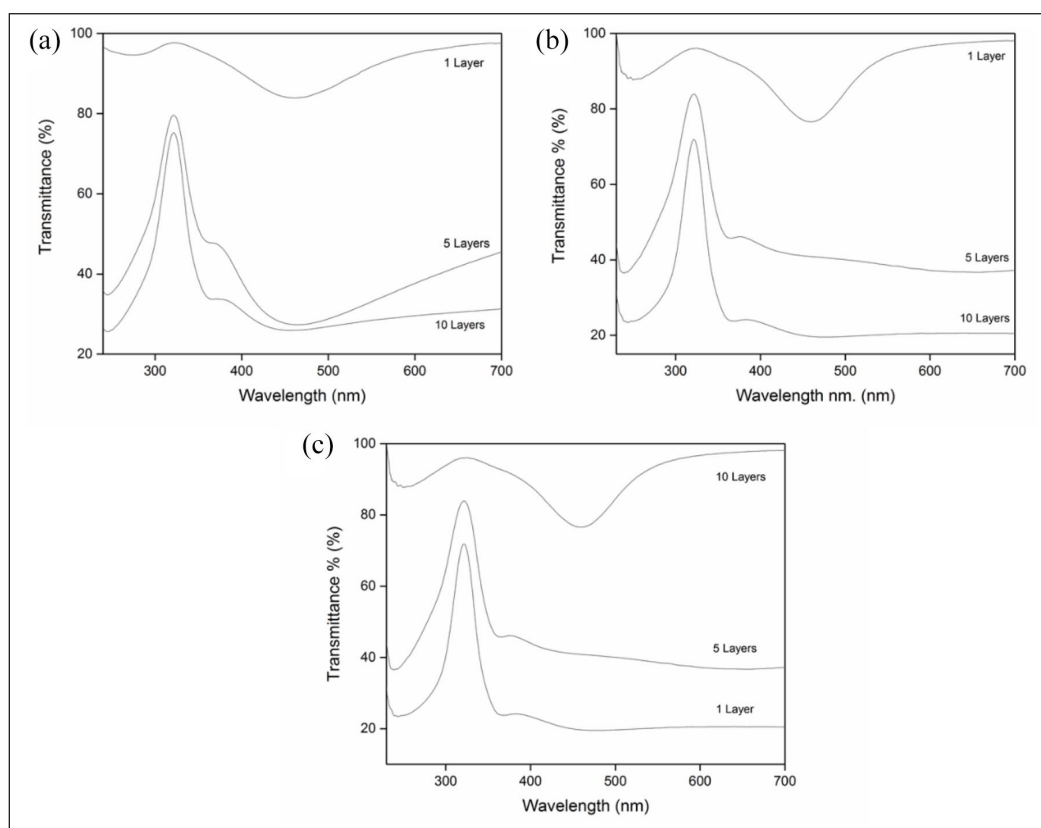 (a)
100
80
60
40
20
Transmittance (%)
1 Layer
5 Layers
10 Layers
300
400
500
600
700
Wavelength (nm)
(b)
100
80
60
40
20
Transmittance % (%)
1 Layer
5 Layers
10 Layers
300
400
500
600
700
Wavelength nm. (nm)
(c)
100
80
60
40
20
Transmittance % (%)
10 Layers
5 Layers
1 Layer
300
400
500
600
700
Wavelength (nm)